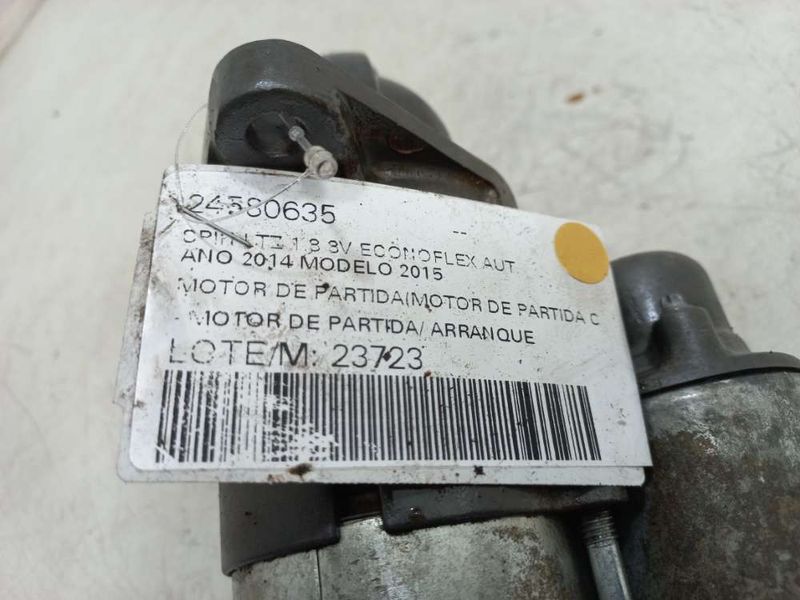 24580635
--
SPIN LTZ 1.8 8V ECONOFLEX AUT.
ANO 2014 MODELO 2015
MOTOR DE PARTIDA(MOTOR DE PARTIDA C
- MOTOR DE PARTIDA/ ARRANQUE
LOTE/M: 23723